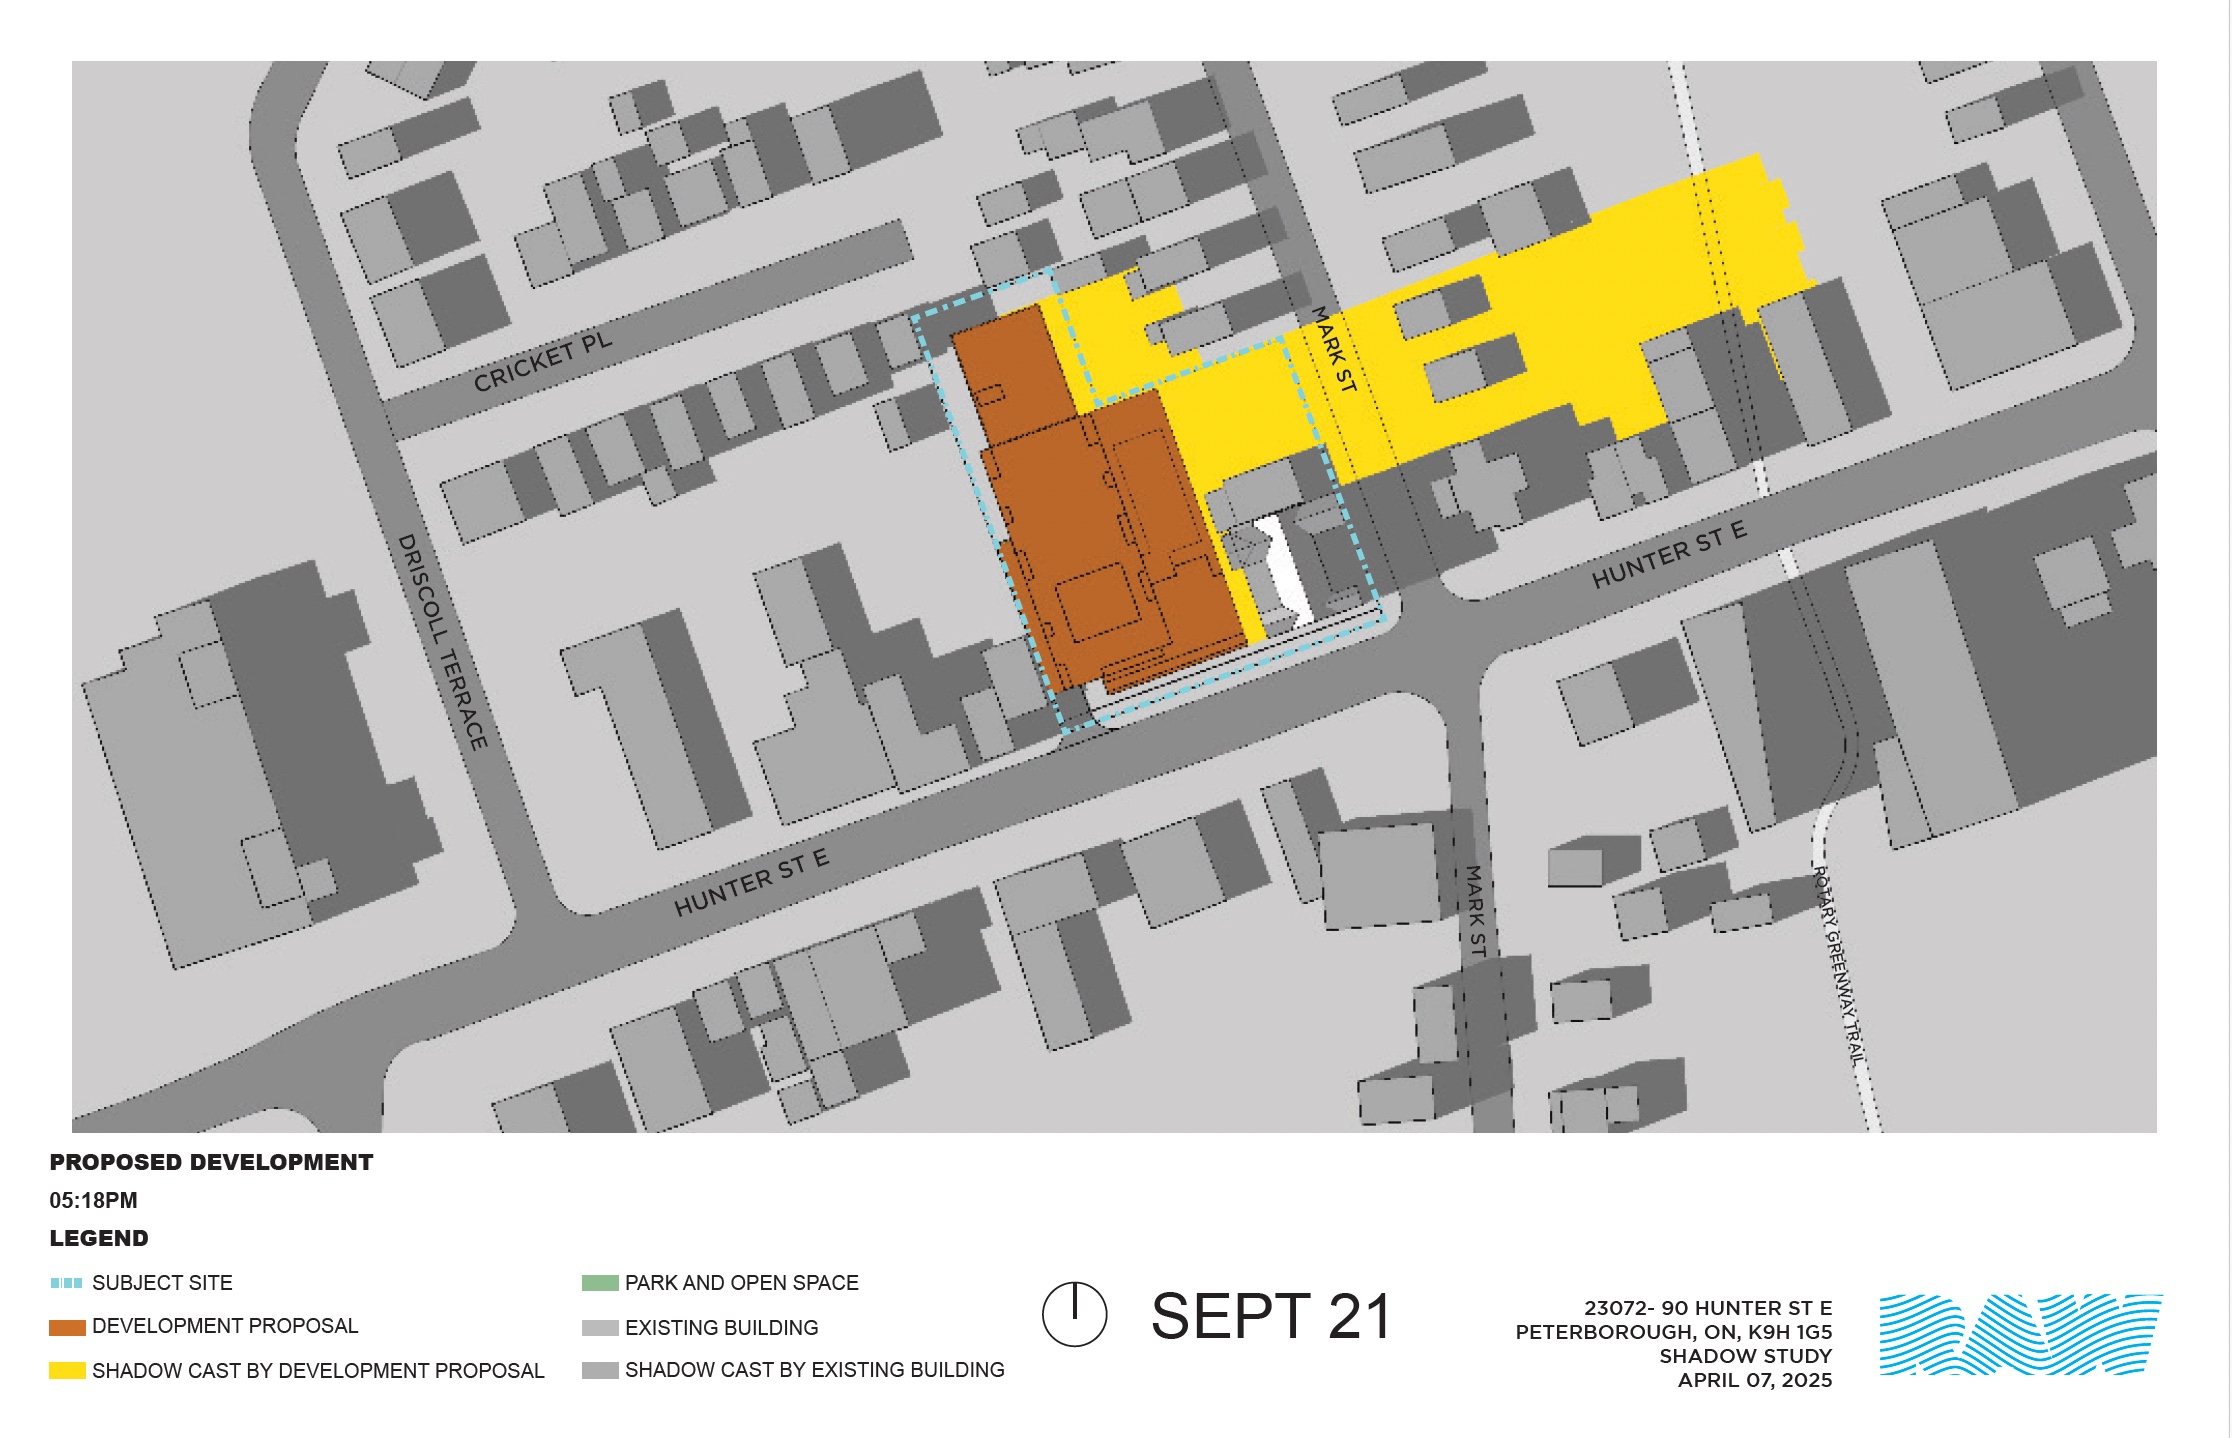 CRICKET PL
MARK ST
DRISCOLL TERRACE
HUNTER ST E
HUNTER ST E
MARK ST
ROTARY GREENWAY TRAIL
PROPOSED DEVELOPMENT
05:18PM
LEGEND
SUBJECT SITE
DEVELOPMENT PROPOSAL
SHADOW CAST BY DEVELOPMENT PROPOSAL
PARK AND OPEN SPACE
EXISTING BUILDING
SHADOW CAST BY EXISTING BUILDING
SEPT 21
23072- 90 HUNTER ST E
PETERBOROUGH, ON, K9H 1G5
SHADOW STUDY
APRIL 07, 2025
RAW